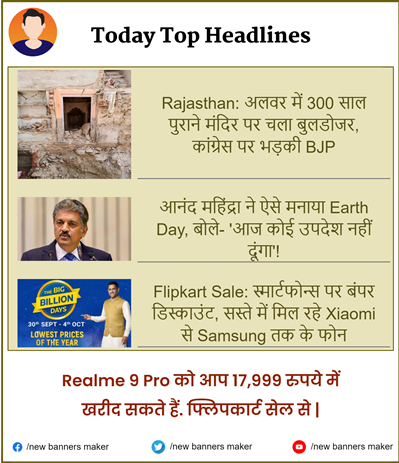 Today Top Headlines
Rajasthan: अलवर में 300 साल
पुराने मंदिर पर चला बुलडोजर,
कांग्रेस पर भड़की BJP
आनंद महिंद्रा ने ऐसे मनाया Earth
Day, बोले- 'आज कोई उपदेश नहीं
दूंगा'!
THE BIG
BILLION
DAYS
30TH SEPT - 4TH OCT
LOWEST PRICES
OF THE YEAR
Flipkart Sale: स्मार्टफोन्स पर बंपर
डिस्काउंट, सस्ते में मिल रहे Xiaomi
से Samsung तक के फोन
Realme 9 Pro को आप 17,999 रुपये में
खरीद सकते हैं. फ्लिपकार्ट सेल से |
/new banners maker /new banners maker /new banners maker